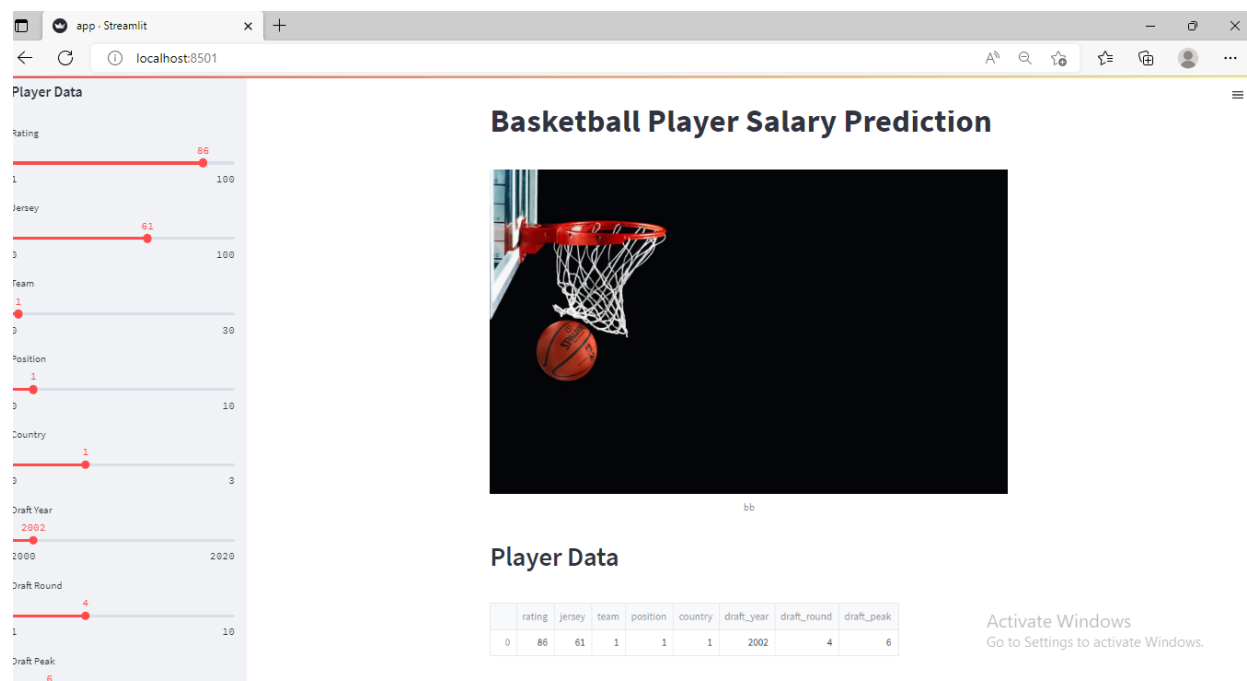 app · Streamlit
localhost:8501
Player Data
Rating
86
1 100
Jersey
61
0 100
Team
1
0 30
Position
1
0 10
Country
1
0 3
Draft Year
2002
2000 2020
Draft Round
4
1 10
Draft Peak
6
Basketball Player Salary Prediction
SPALDING
bb
Player Data
rating jersey team position country draft_year draft_round draft_peak
0 86 61 1 1 1 2002 4 6
Activate Windows
Go to Settings to activate Windows.